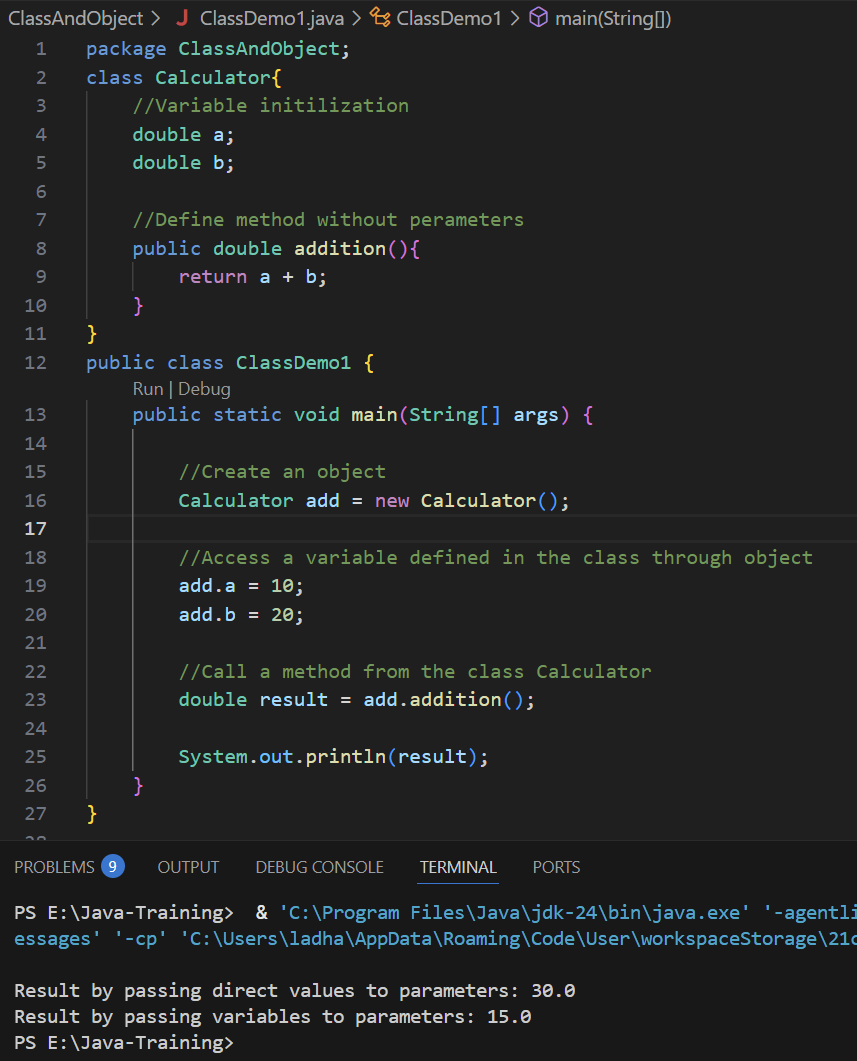 ClassAndObject > J ClassDemo1.java > ClassDemo1 > main(String[])
1 package ClassAndObject;
2 class Calculator{
3 //Variable initilization
4 double a;
5 double b;
6
7 //Define method without perameters
8 public double addition(){
9 return a + b;
10 }
11 }
12 public class ClassDemo1 {
Run | Debug
13 public static void main(String[] args) {
14
15 //Create an object
16 Calculator add = new Calculator();
17
18 //Access a variable defined in the class through object
19 add.a = 10;
20 add.b = 20;
21
22 //Call a method from the class Calculator
23 double result = add.addition();
24
25 System.out.println(result);
26 }
27 }
PROBLEMS 9 OUTPUT DEBUG CONSOLE TERMINAL PORTS
PS E:\Java-Training> & 'C:\Program Files\Java\jdk-24\bin\java.exe' '-agentli
essages' '-cp' 'C:\Users\ladha\AppData\Roaming\Code\User\workspaceStorage\21
Result by passing direct values to parameters: 30.0
Result by passing variables to parameters: 15.0
PS E:\Java-Training>